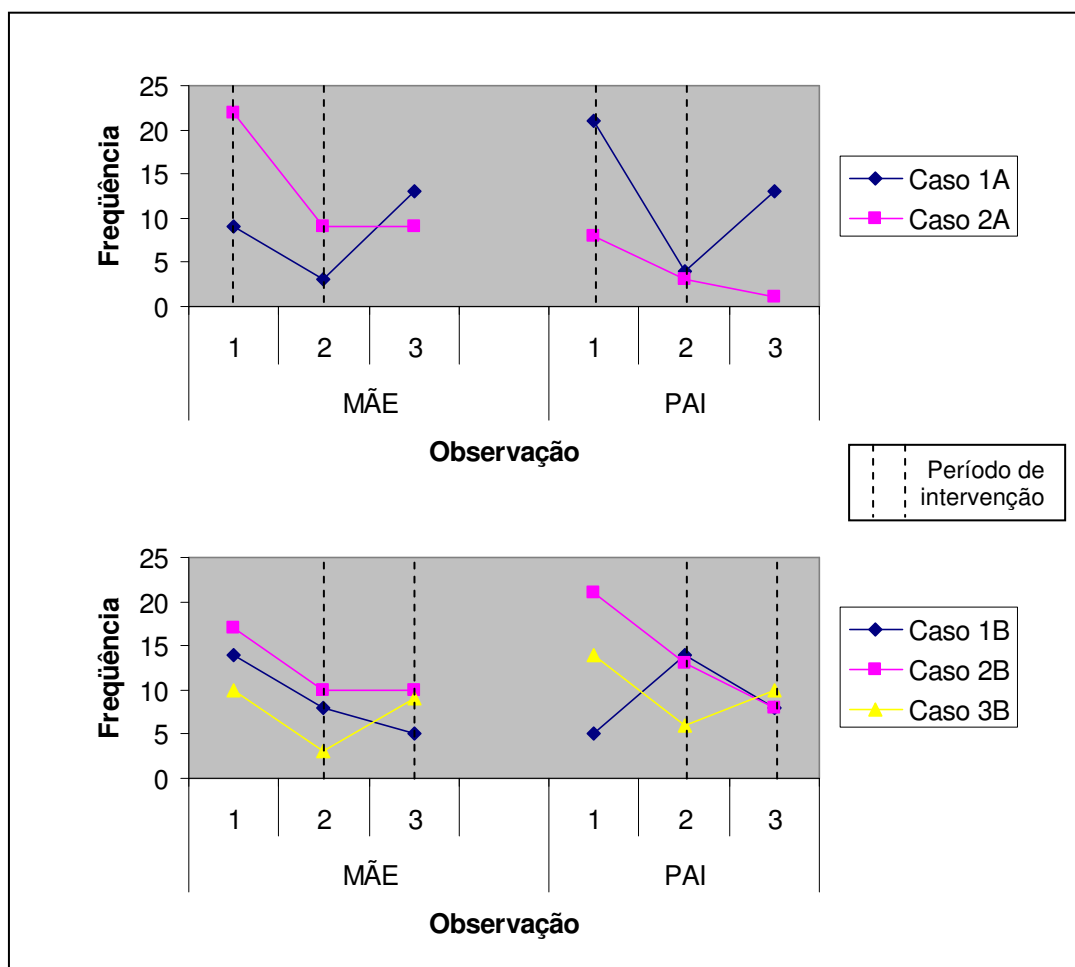 25
20
15
10
5
0
Freqüência
1 2 3 1 2 3
MÃE PAI
Observação
Caso 1A
Caso 2A
Período de
intervenção
25
20
15
10
5
0
Freqüência
1 2 3 1 2 3
MÃE PAI
Observação
Caso 1B
Caso 2B
Caso 3B